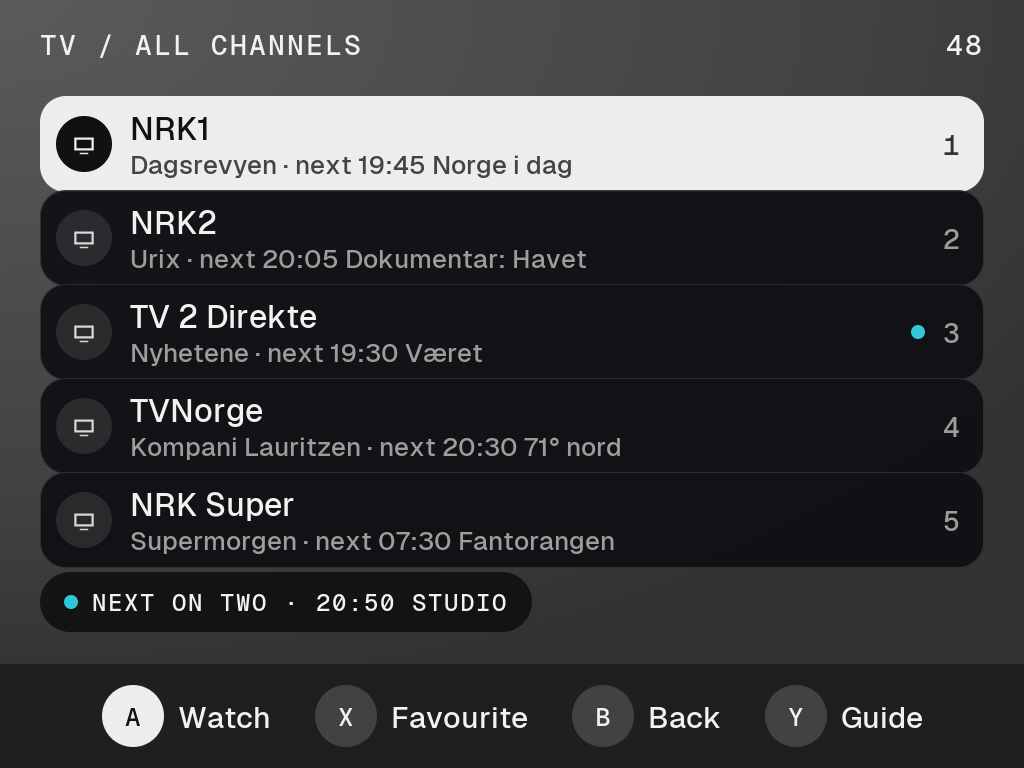 TV / ALL CHANNELS 48
NRK1
Dagsrevyen · next 19:45 Norge i dag
1
NRK2
Urix · next 20:05 Dokumentar: Havet
2
TV 2 Direkte
Nyhetene · next 19:30 Været
3
TVNorge
Kompani Lauritzen · next 20:30 71° nord
4
NRK Super
Supermorgen · next 07:30 Fantorangen
5
NEXT ON TWO · 20:50 STUDIO
A Watch X Favourite B Back Y Guide